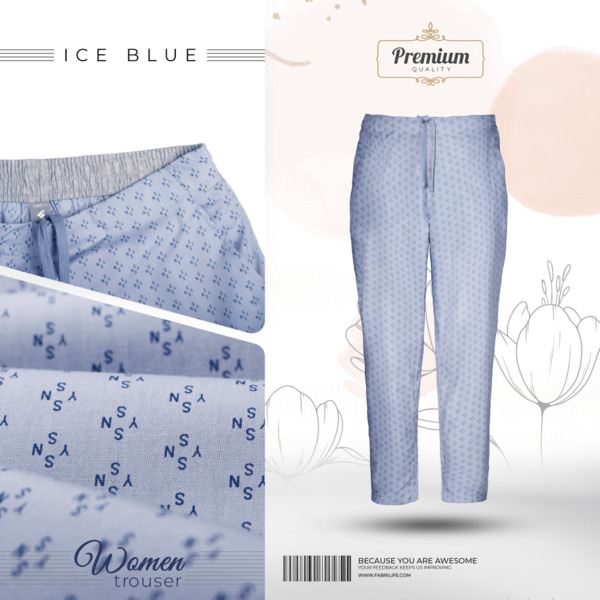 ICE BLUE
Premium
QUALITY
Women
trouser
BECAUSE YOU ARE AWESOME
YOUR FEEDBACK KEEPS US IMPROVING
WWW.FABRILIFE.COM